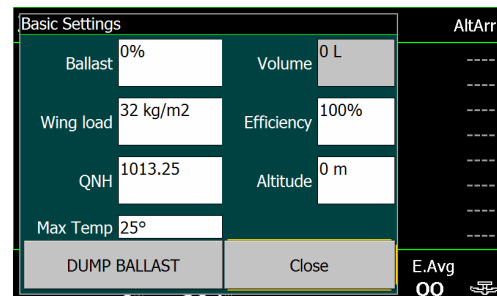 Basic Settings
AltArr
Ballast 0% Volume 0 L
----
----
Wing load 32 kg/m2 Efficiency 100%
----
----
QNH 1013.25 Altitude 0 m
----
----
----
Max Temp 25°
----
DUMP BALLAST Close
E.Avg